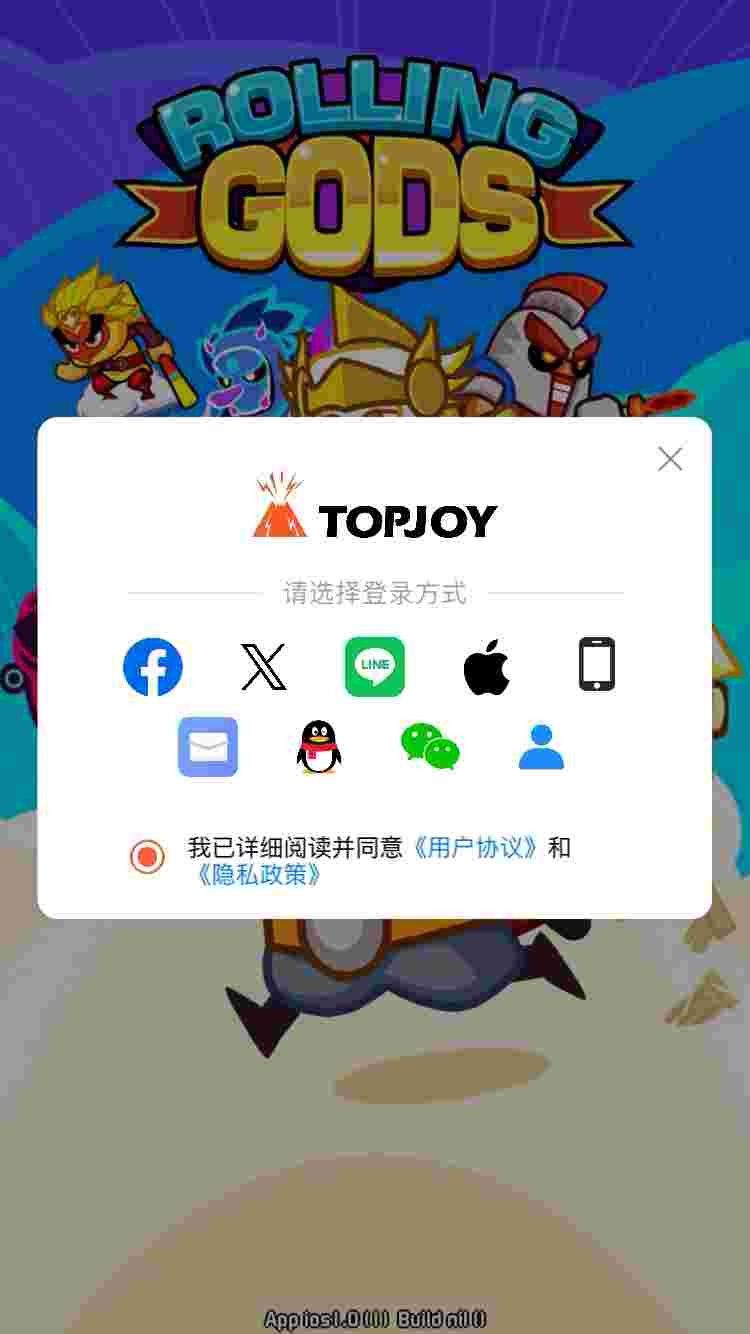 ROLLING
GODS
TOPJOY
请选择登录方式
LINE
我已详细阅读并同意《用户协议》和
《隐私政策》
App ios1.0 ( | | ) Build nil ()